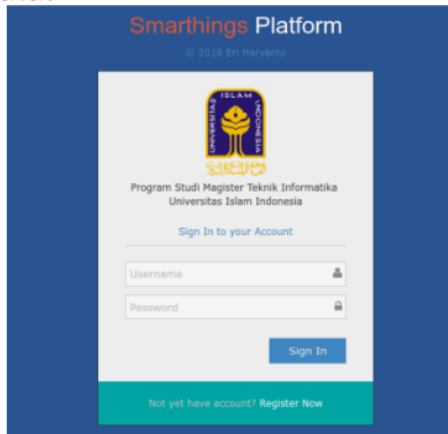 Smarthings Platform
© 2018 Eri Haryanto
ISLAM
UNIVERSITAS
INDONESIA
Program Studi Magister Teknik Informatika
Universitas Islam Indonesia
Sign In to your Account
Username
Password
Sign In
Not yet have account? Register Now